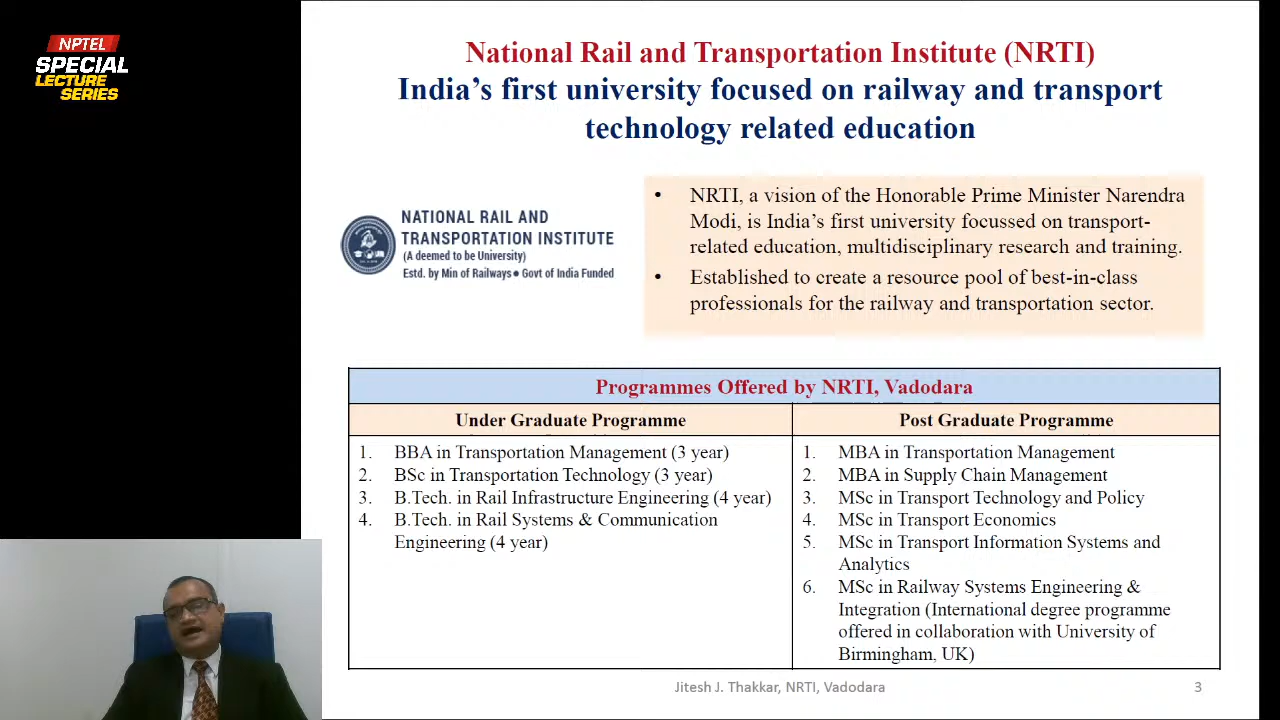 NPTEL
SPECIAL
LECTURE
SERIES
National Rail and Transportation Institute (NRTI)
India's first university focused on railway and transport
technology related education
NATIONAL RAIL AND
TRANSPORTATION INSTITUTE
(A deemed to be University)
Estd. by Min of Railways● Govt of India Funded
• NRTI, a vision of the Honorable Prime Minister Narendra
Modi, is India's first university focussed on transport-
related education, multidisciplinary research and training.
• Established to create a resource pool of best-in-class
professionals for the railway and transportation sector.
Programmes Offered by NRTI, Vadodara
Under Graduate Programme
1. BBA in Transportation Management (3 year)
2. BSc in Transportation Technology (3 year)
3. B.Tech. in Rail Infrastructure Engineering (4 year)
4. B.Tech. in Rail Systems & Communication
Engineering (4 year)
Post Graduate Programme
1. MBA in Transportation Management
2. MBA in Supply Chain Management
3. MSc in Transport Technology and Policy
4. MSc in Transport Economics
5. MSc in Transport Information Systems and
Analytics
6. MSc in Railway Systems Engineering &
Integration (International degree programme
offered in collaboration with University of
Birmingham, UK)
Jitesh J. Thakkar, NRTI, Vadodara
3